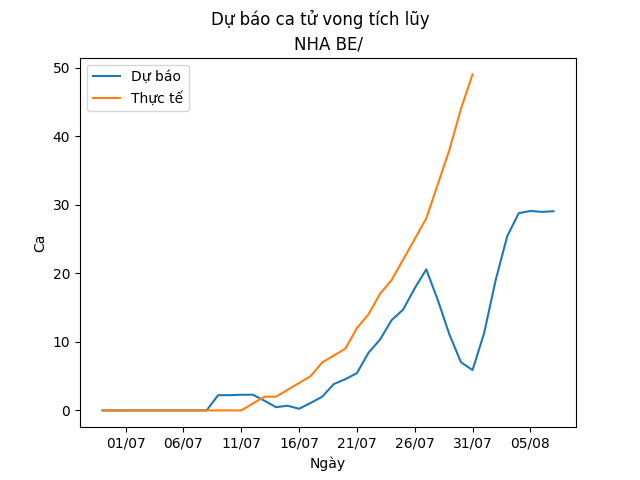 Dự báo ca tử vong tích lũy
NHA BE/
Dự báo
Thực tế
50
40
30
20
10
0
Ca
01/07 06/07 11/07 16/07 21/07 26/07 31/07 05/08
Ngày